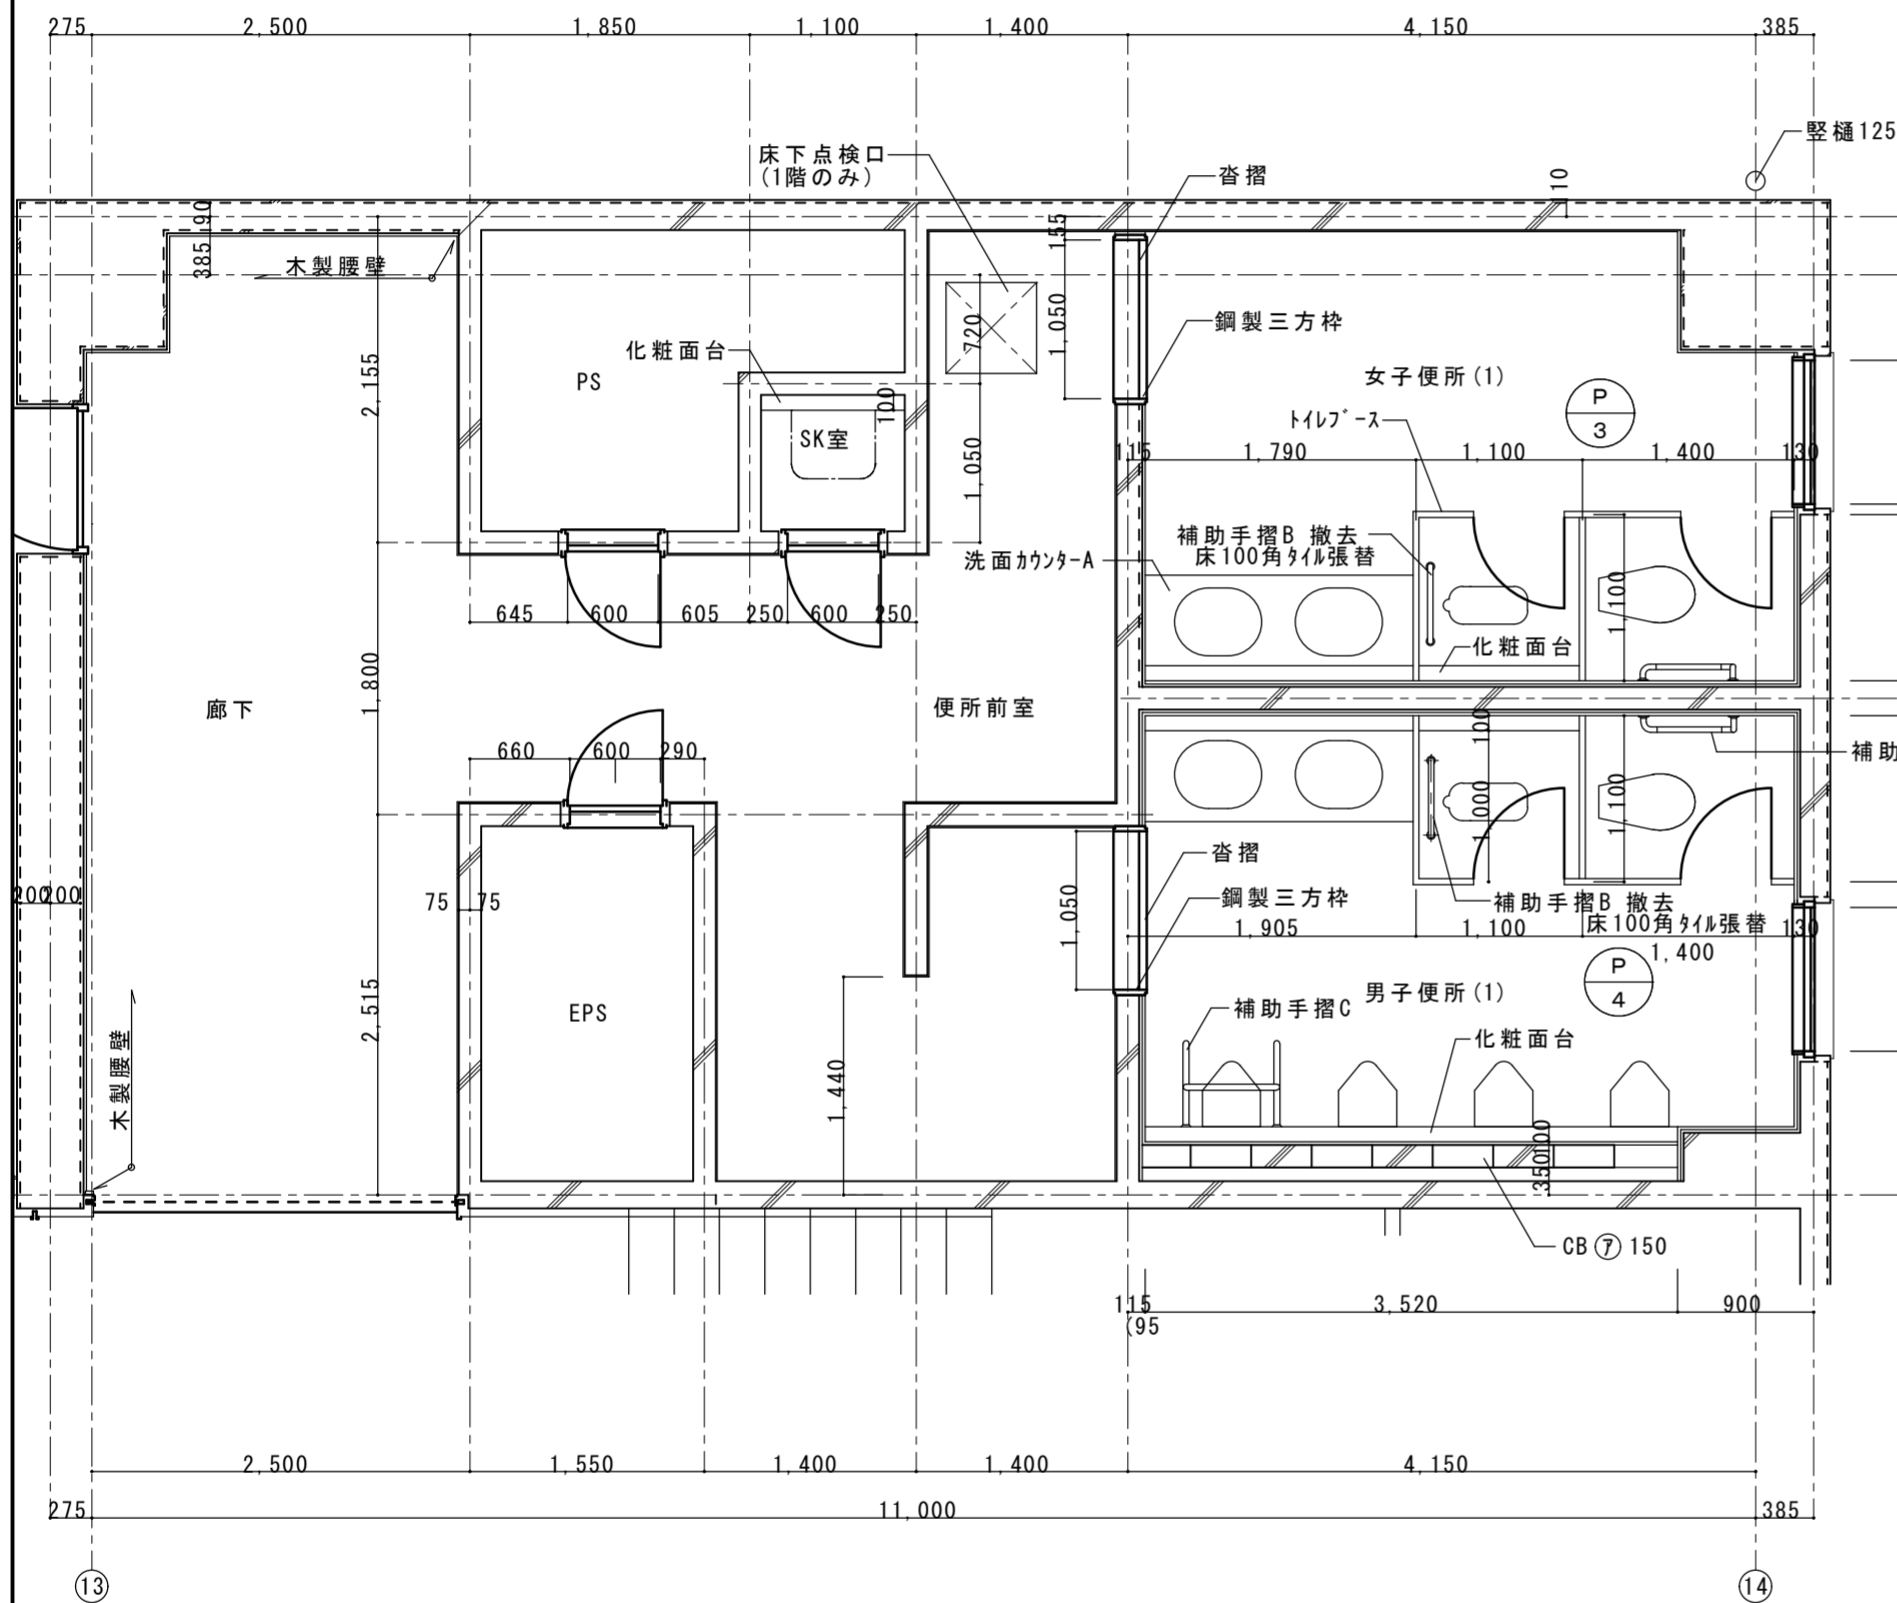 275
2,500
1,850
1,100
1,400
4,150
385
竪樋125
床下点検口
(1階のみ)
沓摺
110
190
385
155
木製腰壁
1,050
720
鋼製三方枠
化粧面台
PS
2,155
女子便所(1)
P
3
100
トイレブース
SK室
1,050
115
1,790
1,100
1,400
130
補助手摺B 撤去
床100角タイル張替
洗面カウンターA
1,100
645
600
605
250
600
250
化粧面台
1,800
廊下
便所前室
100
660
600
290
補助
1,000
1,100
沓摺
200
200
75
75
1,050
鋼製三方枠
補助手摺B 撤去
床100角タイル張替
1,905
1,100
130
1,400
P
4
男子便所(1)
2,515
EPS
補助手摺C
化粧面台
木製腰壁
1,440
100
350
CB ㋐ 150
115
(95
3,520
900
2,500
1,550
1,400
1,400
4,150
275
11,000
385
13
14